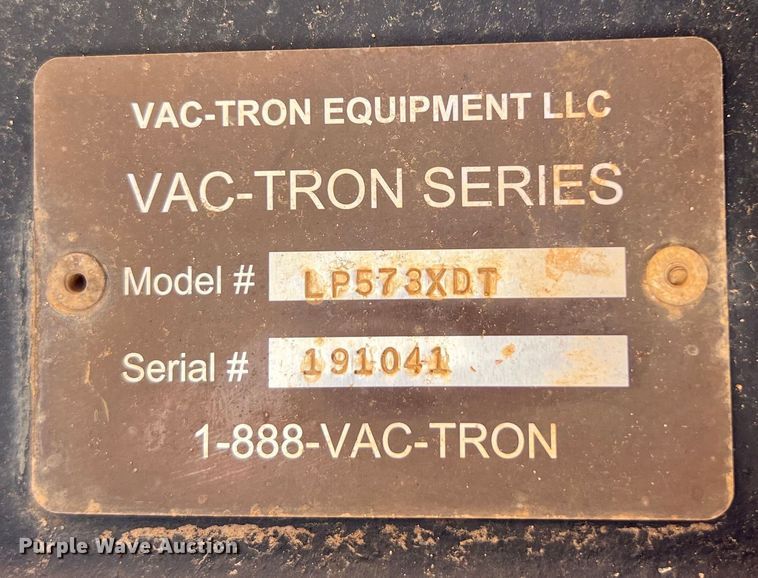 VAC-TRON EQUIPMENT LLC
VAC-TRON SERIES
Model # LP573XDT
Serial # 191041
1-888-VAC-TRON
Purple Wave Auction